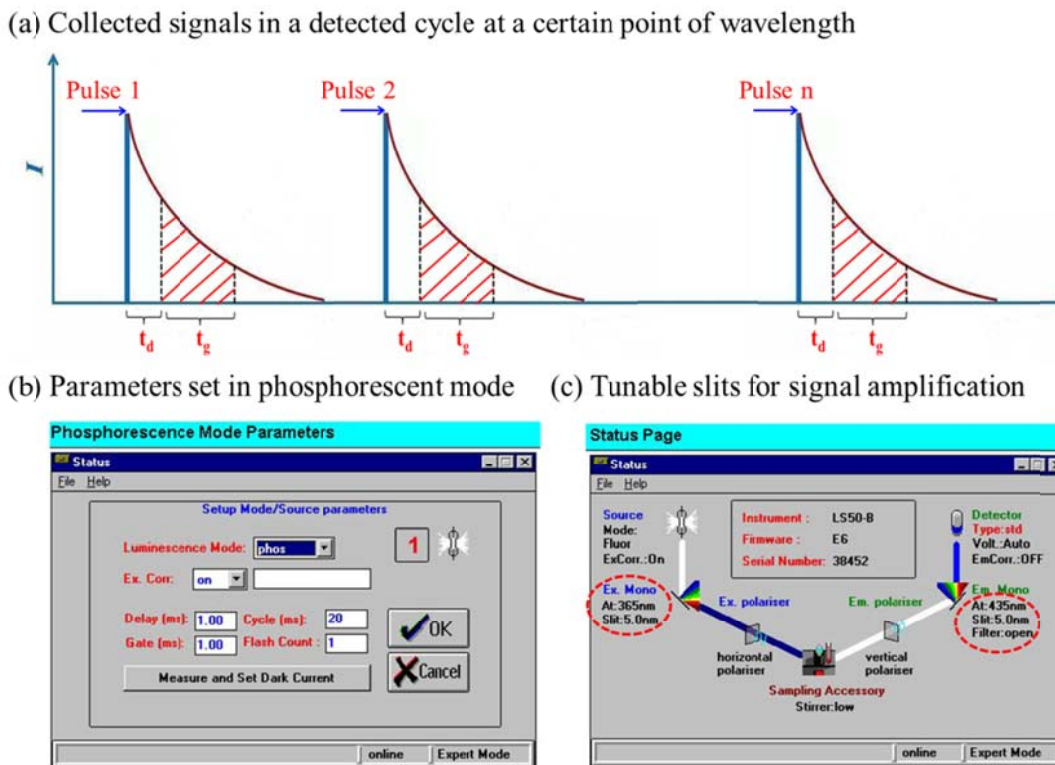 (a) Collected signals in a detected cycle at a certain point of wavelength
Pulse 1
Pulse 2
Pulse n
I
td
tg
td
tg
td
tg
(b) Parameters set in phosphorescent mode
Phosphorescence Mode Parameters
Status
File Help
Setup Mode/Source parameters
Luminescence Mode: phos
1
Ex. Corr: on
Delay (ms): 1.00 Cycle (ms): 20
Gate (ms): 1.00 Flash Count : 1
OK
Cancel
Measure and Set Dark Current
online Expert Mode
(c) Tunable slits for signal amplification
Status Page
Status
File Help
Source
Mode:
Fluor
ExCorr.:On
Instrument : LS50-B
Firmware : E6
Serial Number: 38452
Detector
Type:std
Volt.:Auto
EmCorr.:OFF
Ex. Mono
At:365nm
Slit:5.0nm
Ex. polariser
Em. polariser
Em. Mono
At:435nm
Slit:5.0nm
Filter:open
horizontal
polariser
vertical
polariser
Sampling Accessory
Stirrer:low
online Expert Mode